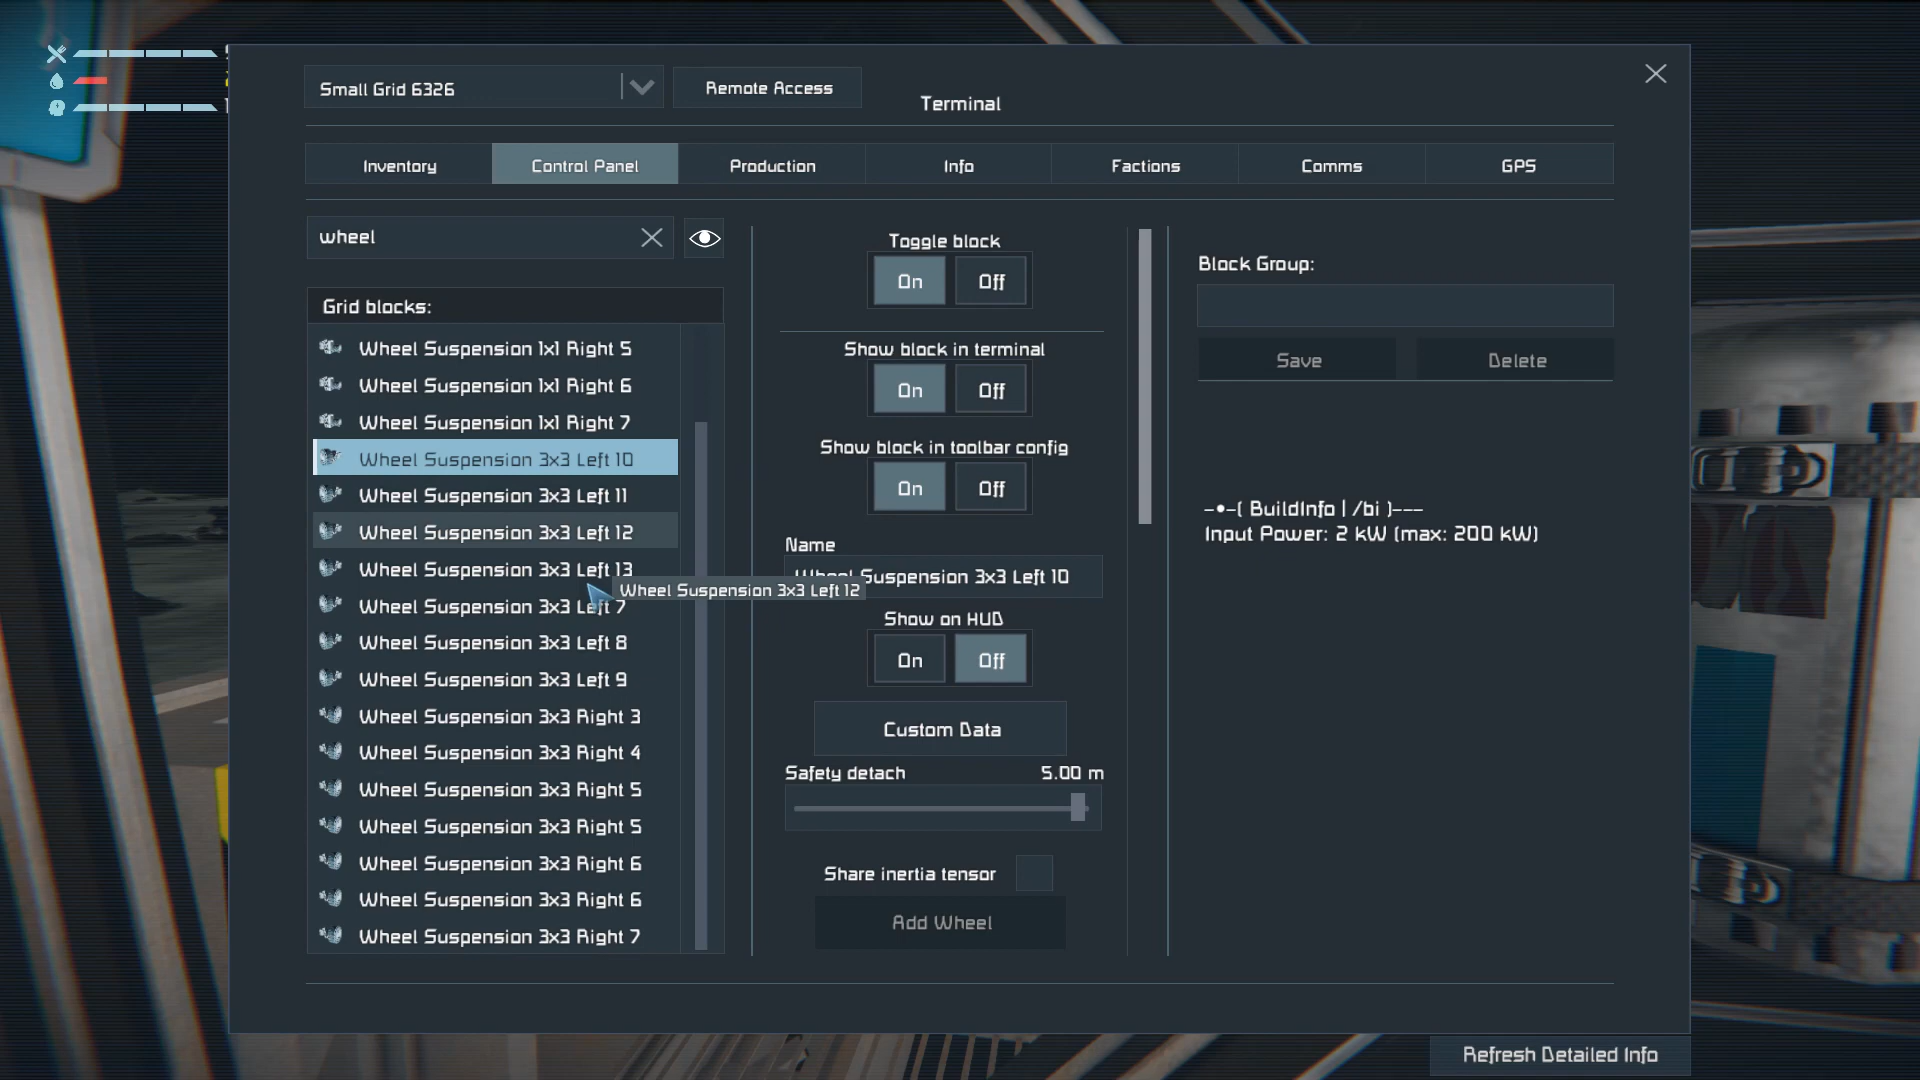 Small Grid 6326
Remote Access
Terminal
Inventory
Control Panel
Production
Info
Factions
Comms
GPS
wheel
Grid blocks:
Wheel Suspension 1x1 Right 5
Wheel Suspension 1x1 Right 6
Wheel Suspension 1x1 Right 7
Wheel Suspension 3x3 Left 10
Wheel Suspension 3x3 Left 11
Wheel Suspension 3x3 Left 12
Wheel Suspension 3x3 Left 13
Wheel Suspension 3x3 Left 12
Wheel Suspension 3x3 Left 7
Wheel Suspension 3x3 Left 8
Wheel Suspension 3x3 Left 9
Wheel Suspension 3x3 Right 3
Wheel Suspension 3x3 Right 4
Wheel Suspension 3x3 Right 5
Wheel Suspension 3x3 Right 5
Wheel Suspension 3x3 Right 6
Wheel Suspension 3x3 Right 6
Wheel Suspension 3x3 Right 7
Toggle block
On Off
Show block in terminal
On Off
Show block in toolbar config
On Off
Name
Wheel Suspension 3x3 Left 10
Show on HUD
On Off
Custom Data
Safety detach 5.00 m
Share inertia tensor
Add Wheel
Block Group:
Save
Delete
-•-( BuildInfo | /bi )---
Input Power: 2 kW (max: 200 kW)
Refresh Detailed Info